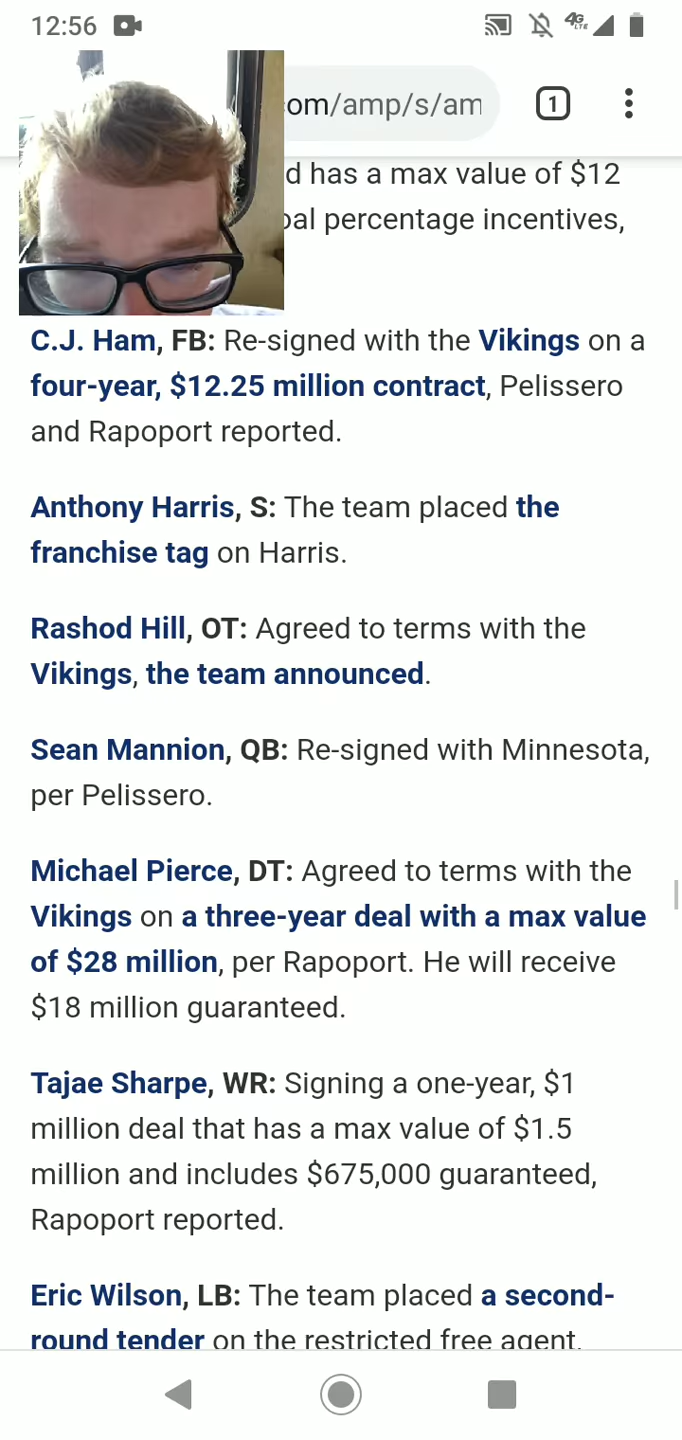 12:56
4G LTE
com/amp/s/am
1
d has a max value of $12
percentage incentives,
C.J. Ham, FB: Re-signed with the Vikings on a
four-year, $12.25 million contract, Pelissero
and Rapoport reported.
Anthony Harris, S: The team placed the
franchise tag on Harris.
Rashod Hill, OT: Agreed to terms with the
Vikings, the team announced.
Sean Mannion, QB: Re-signed with Minnesota,
per Pelissero.
Michael Pierce, DT: Agreed to terms with the
Vikings on a three-year deal with a max value
of $28 million, per Rapoport. He will receive
$18 million guaranteed.
Tajae Sharpe, WR: Signing a one-year, $1
million deal that has a max value of $1.5
million and includes $675,000 guaranteed,
Rapoport reported.
Eric Wilson, LB: The team placed a second-
round tender on the restricted free agent.